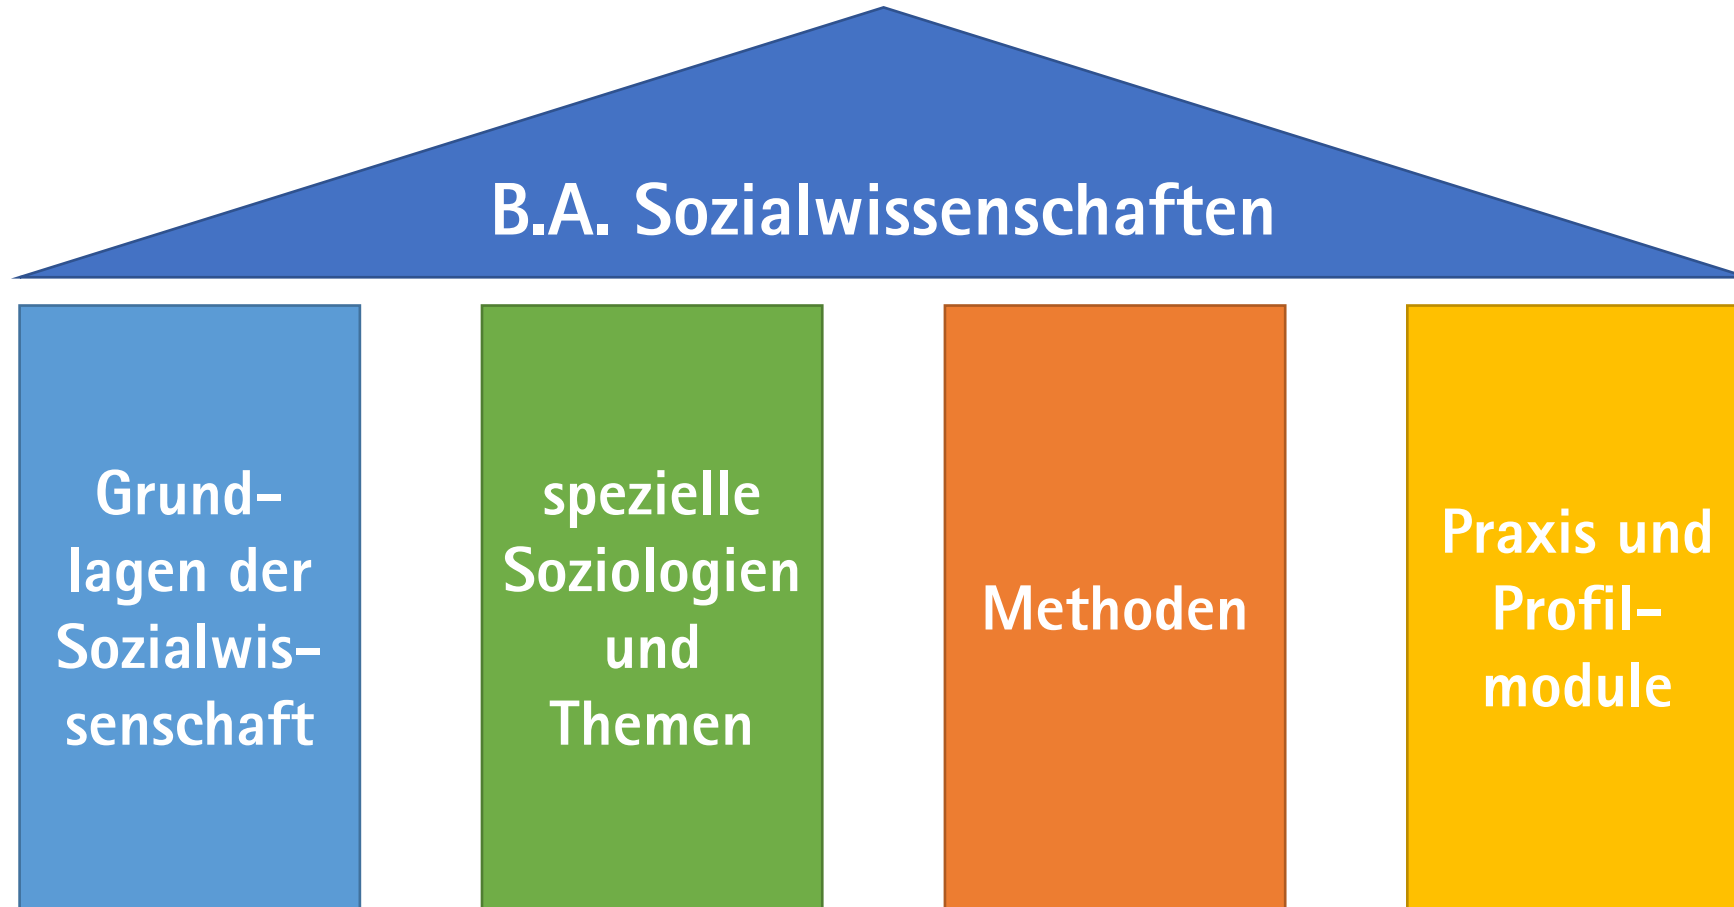 B.A. Sozialwissenschaften
Grund-
lagen der
Sozialwis-
senschaft
spezielle
Soziologien
und
Themen
Methoden
Praxis und
Profil-
module